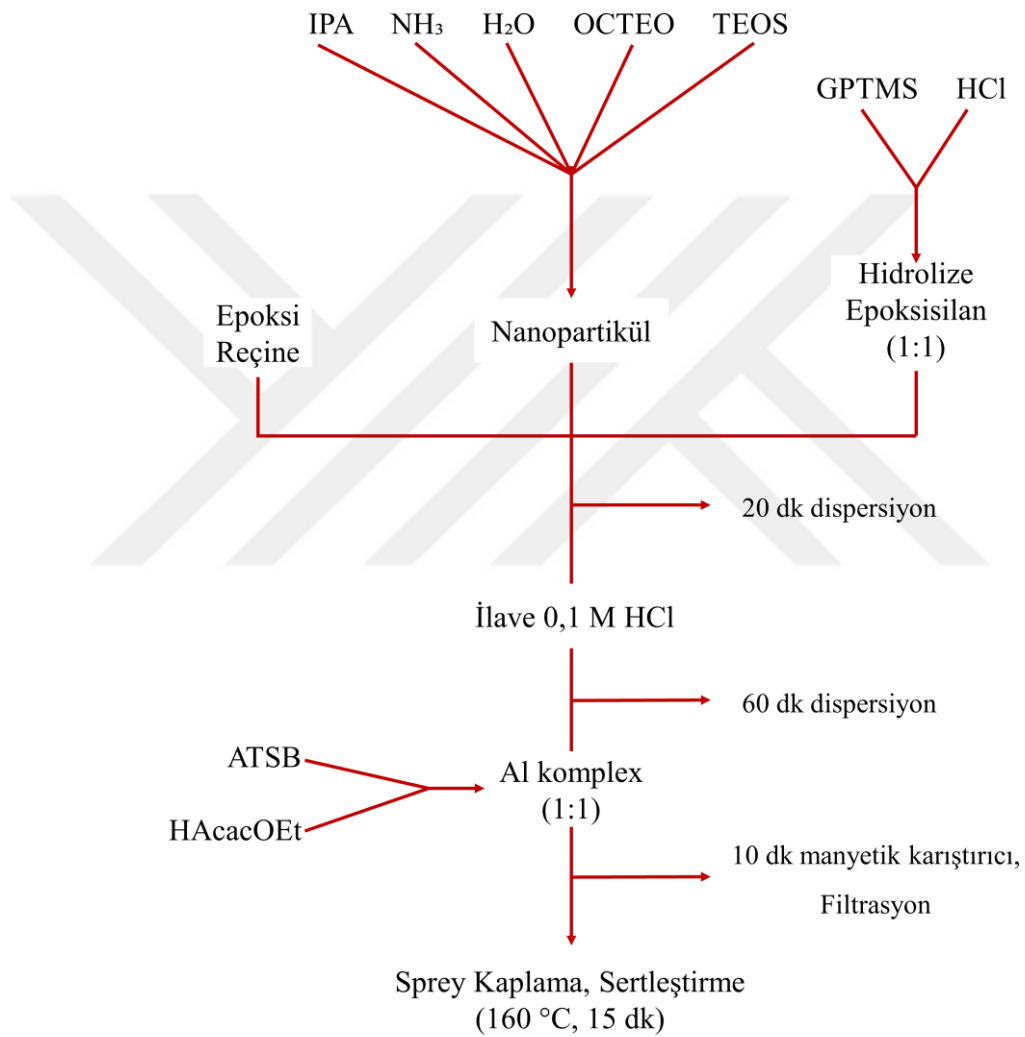 IPA NH₃ H₂O OCTEO TEOS
GPTMS HCl
Hidrolize
Epoksisilan
(1:1)
Epoksi
Reçine
Nanopartikül
20 dk dispersiyon
İlave 0,1 M HCl
60 dk dispersiyon
ATSB
HAcacOEt
Al komplex
(1:1)
10 dk manyetik karıştırıcı,
Filtrasyon
Sprey Kaplama, Sertleştirme
(160 °C, 15 dk)